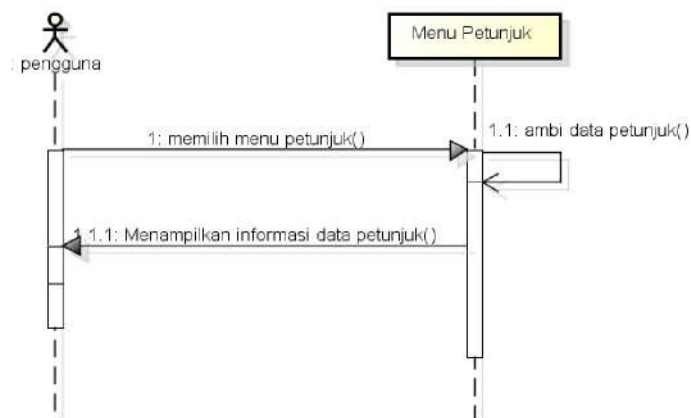 Menu Petunjuk
: pengguna
1.1: ambi data petunjuk()
1: memilih menu petunjuk()
1.1.1: Menampilkan informasi data petunjuk()